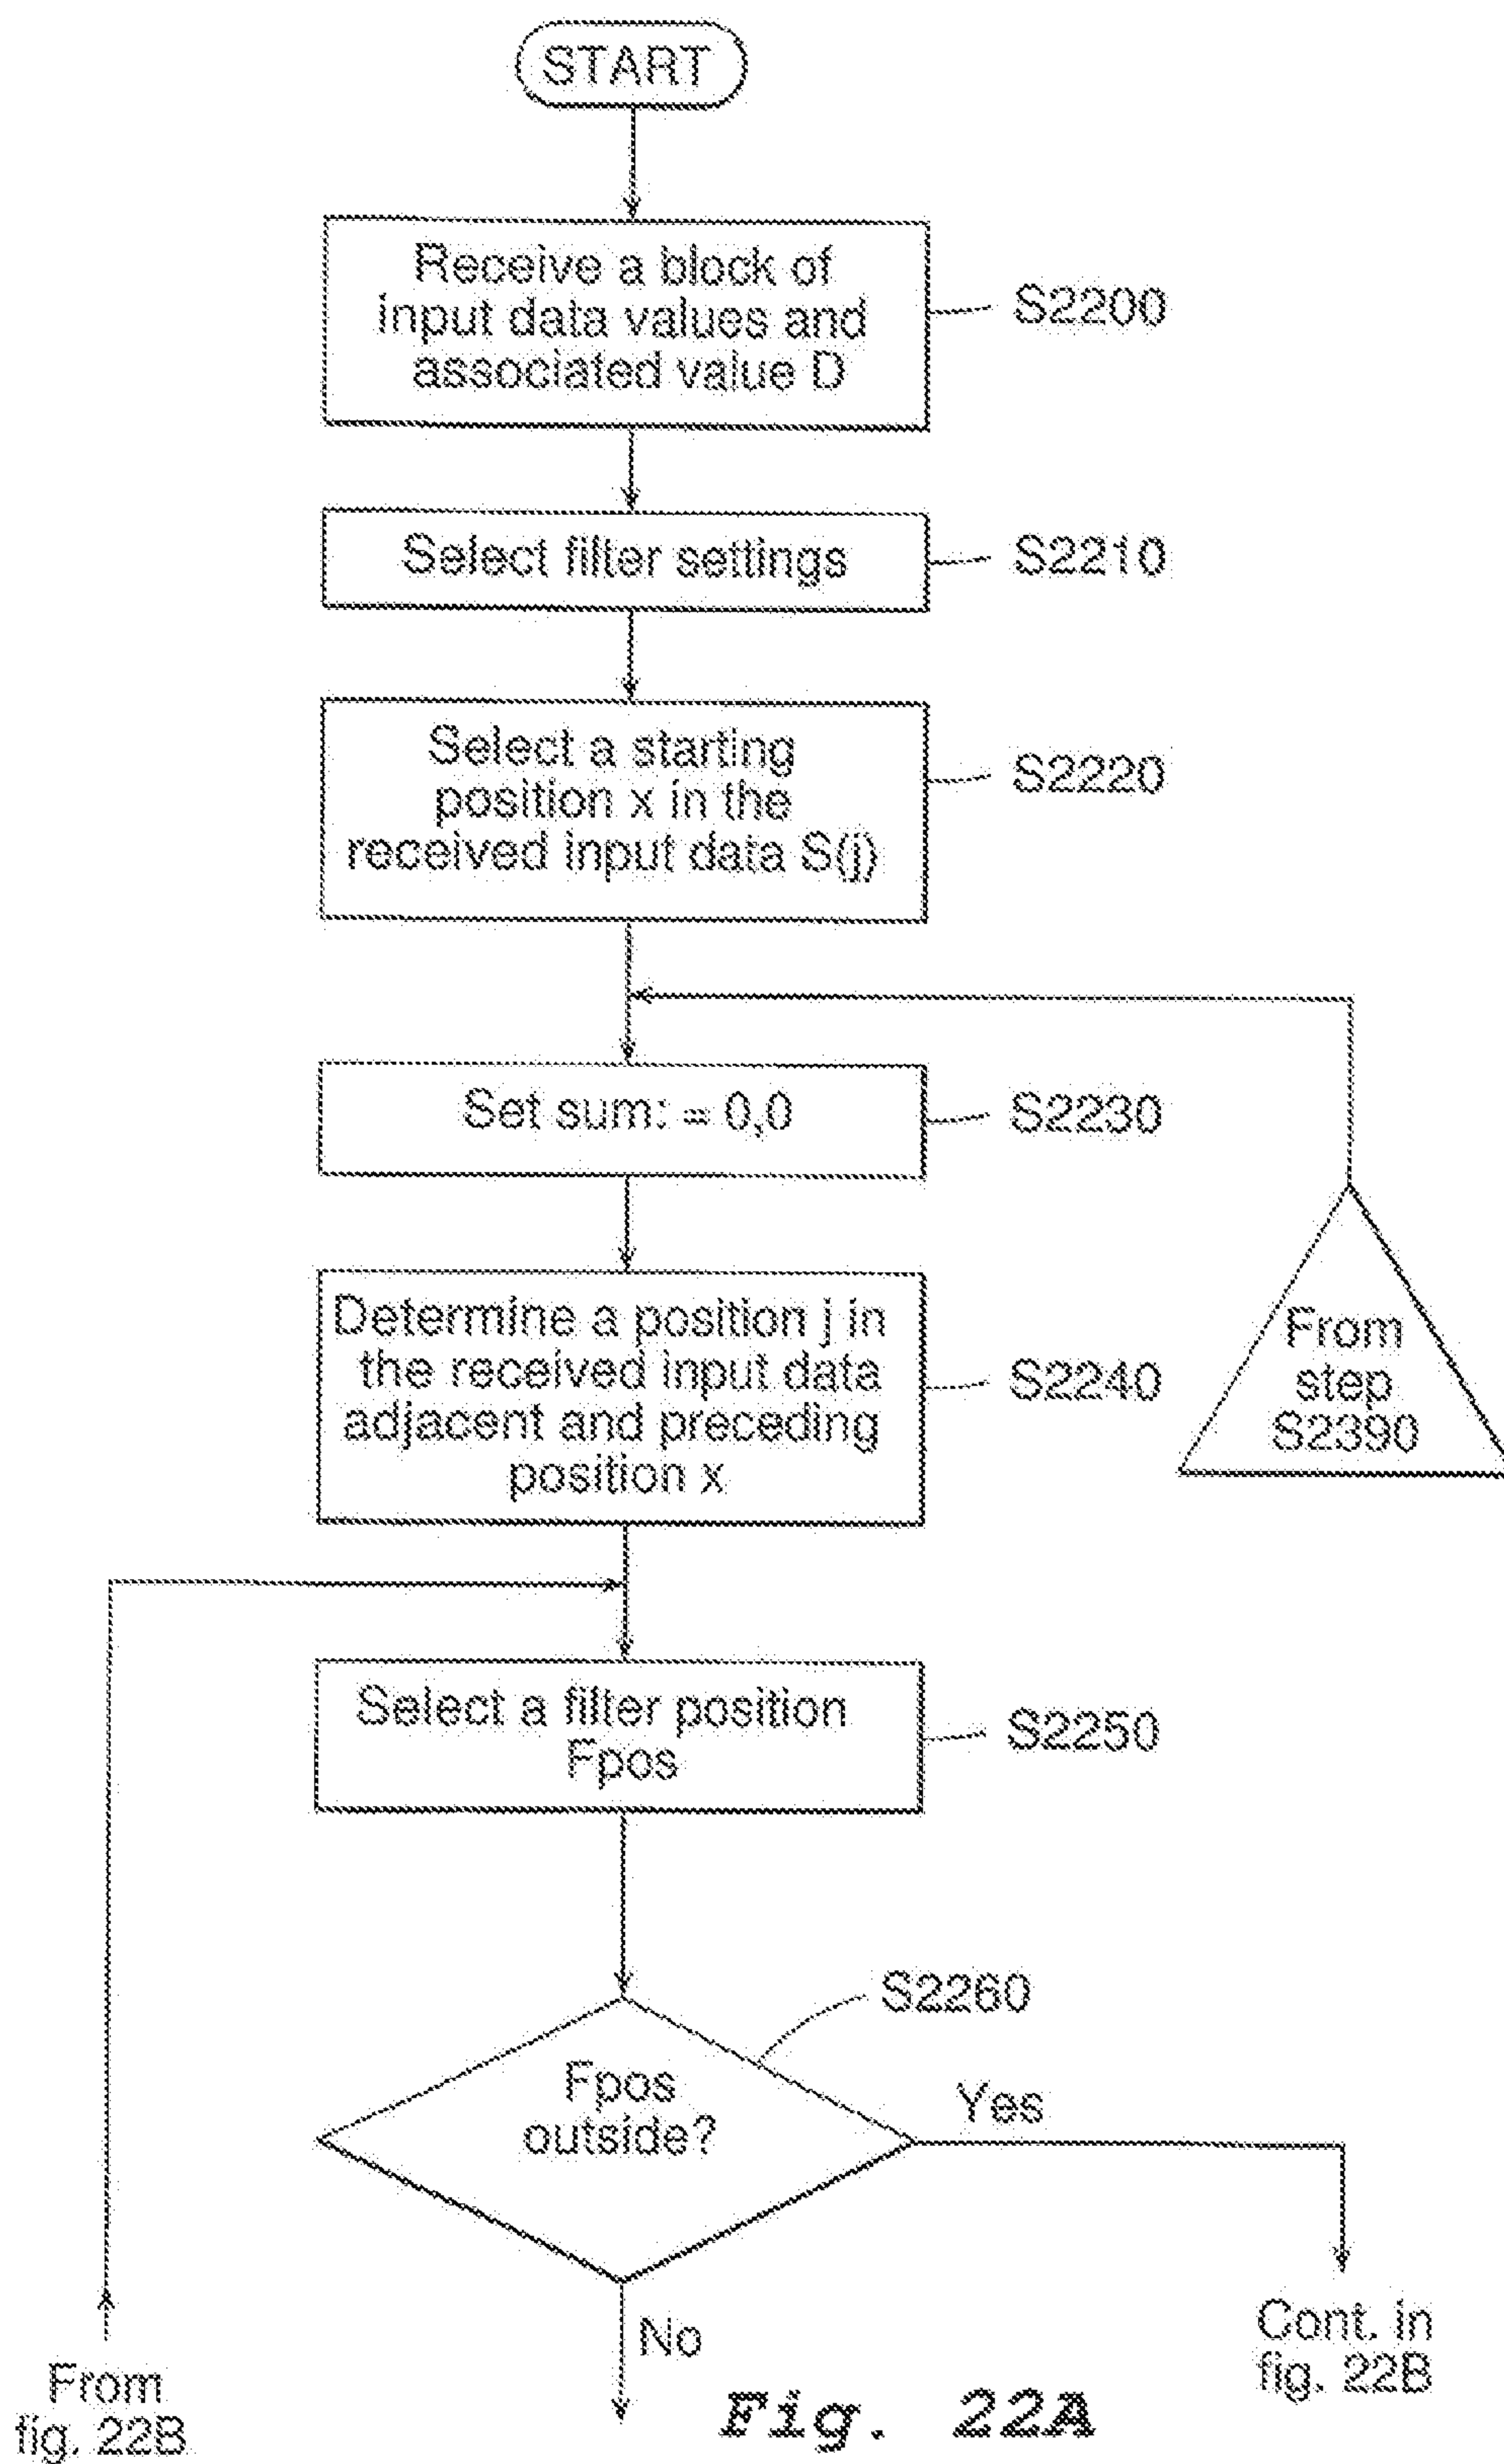 START
Receive a block of
input data values and
associated value D
S2200
Select filter settings
S2210
Select a starting
position x in the
received input data S(j)
S2220
Set sum: = 0,0
S2230
Determine a position j in
the received input data
adjacent and preceding
position x
S2240
From
step
S2390
Select a filter position
Fpos
S2250
S2260
Fpos
outside?
Yes
No
Cont. in
fig. 22B
From
fig. 22B
Fig. 22A